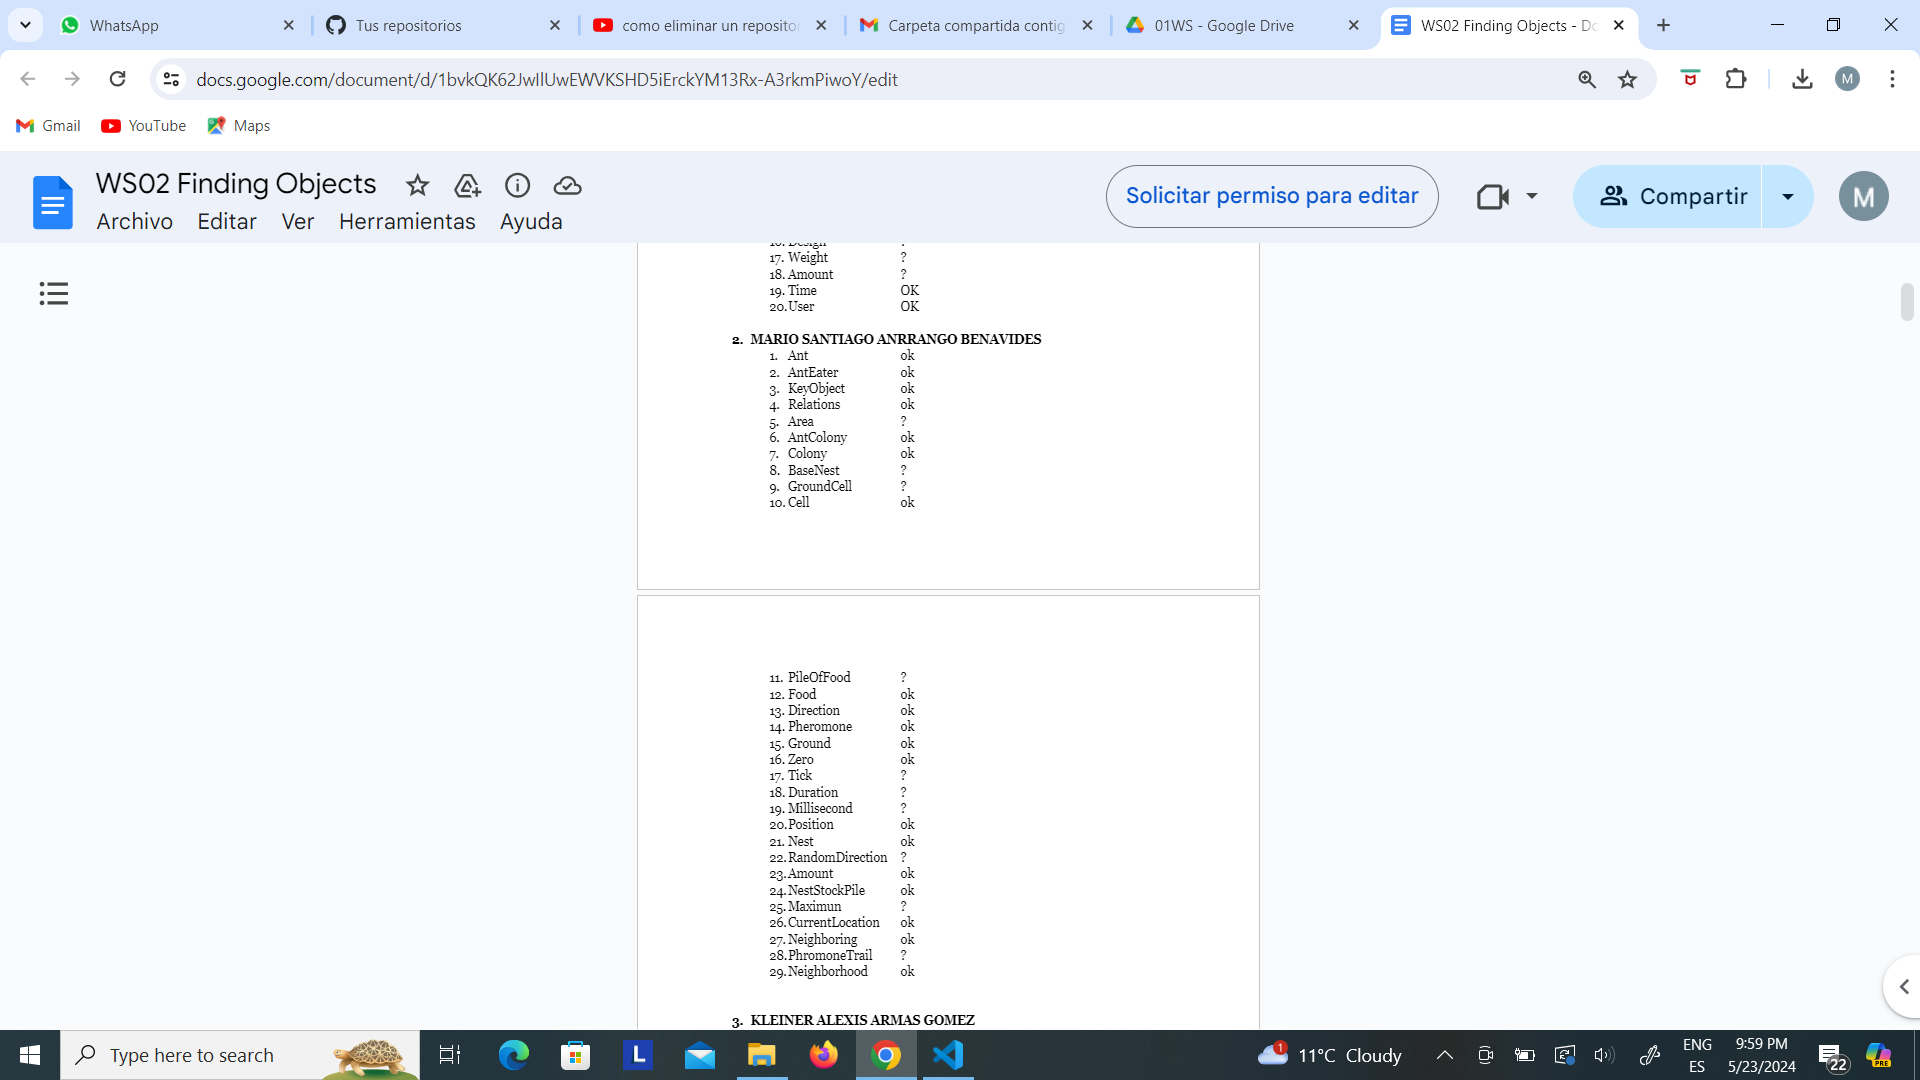 WhatsApp
Tus repositorios
como eliminar un repositor
Carpeta compartida contig
01WS - Google Drive
WS02 Finding Objects - Do
docs.google.com/document/d/1bvkQK62JwIlUwEWVKSHD5iErckYM13Rx-A3rkmPiwoY/edit
M
Gmail
YouTube
Maps
WS02 Finding Objects
Archivo Editar Ver Herramientas Ayuda
Solicitar permiso para editar
Compartir
M
16. Design ?
17. Weight ?
18. Amount ?
19. Time OK
20. User OK
2. MARIO SANTIAGO ANRRANGO BENAVIDES
1. Ant ok
2. AntEater ok
3. KeyObject ok
4. Relations ok
5. Area ?
6. AntColony ok
7. Colony ok
8. BaseNest ?
9. GroundCell ?
10. Cell ok
11. PileOfFood ?
12. Food ok
13. Direction ok
14. Pheromone ok
15. Ground ok
16. Zero ok
17. Tick ?
18. Duration ?
19. Millisecond ?
20. Position ok
21. Nest ok
22. RandomDirection ?
23. Amount ok
24. NestStockPile ok
25. Maximun ?
26. CurrentLocation ok
27. Neighboring ok
28. PhromoneTrail ?
29. Neighborhood ok
3. KLEINER ALEXIS ARMAS GOMEZ
Type here to search
L
1
11°C Cloudy
ENG
ES
9:59 PM
5/23/2024
22
PRE